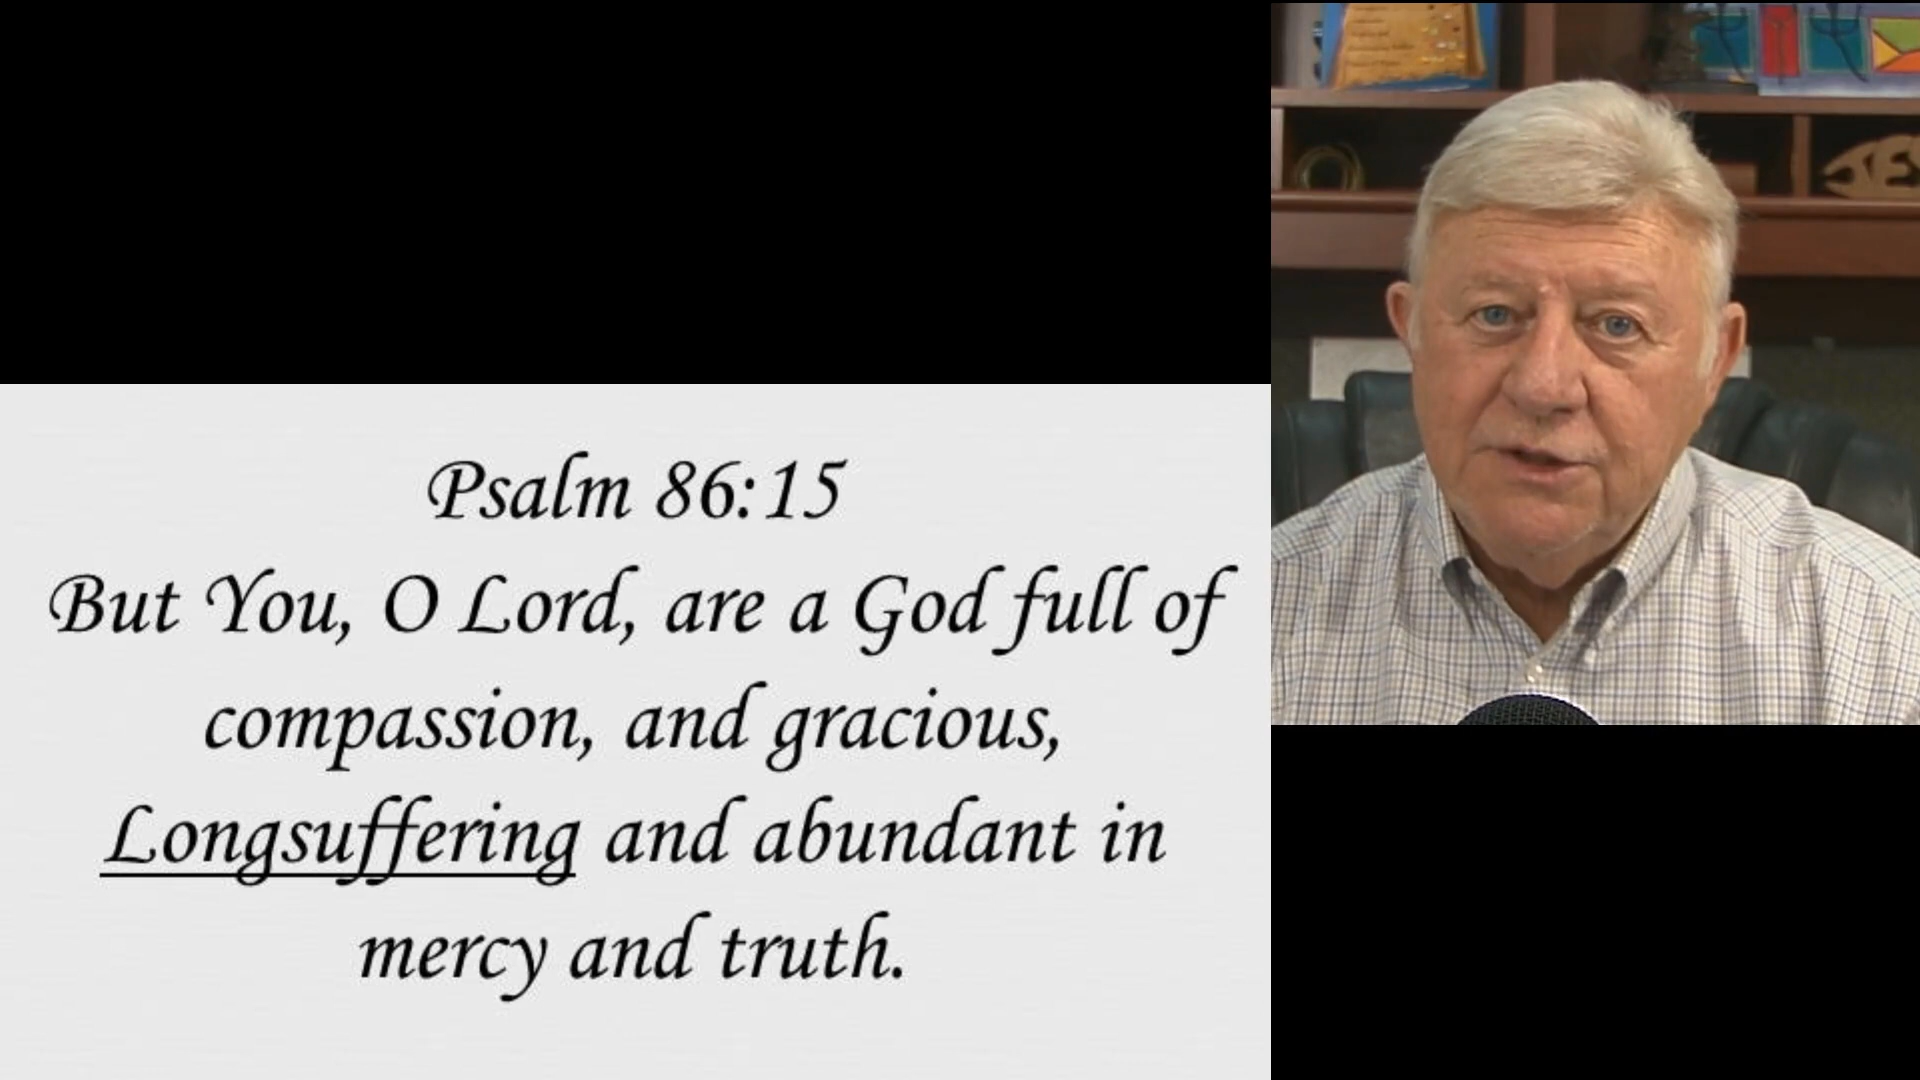 Psalm 86:15
But You, O Lord, are a God full of
compassion, and gracious,
Longsuffering and abundant in
mercy and truth.